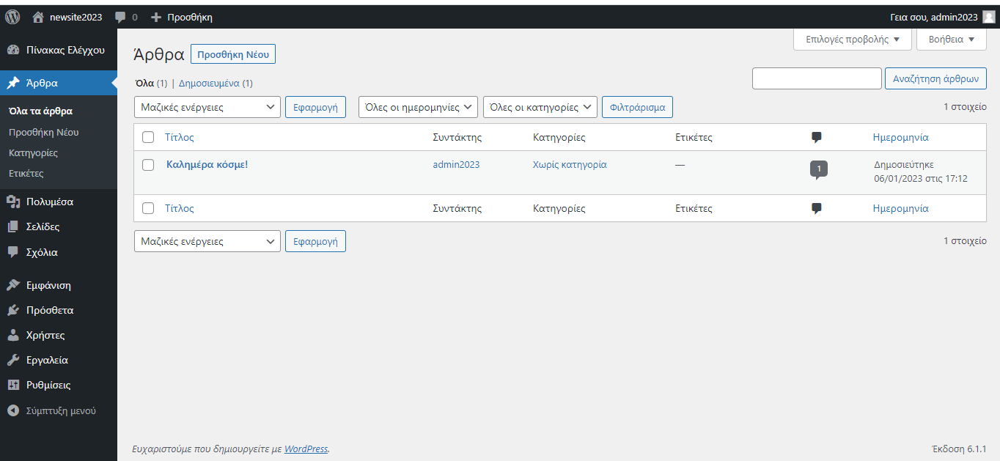 newsite2023 0 Προσθήκη Γεια σου, admin2023
Πίνακας Ελέγχου
Άρθρα
Όλα τα άρθρα
Προσθήκη Νέου
Κατηγορίες
Ετικέτες
Πολυμέσα
Σελίδες
Σχόλια
Εμφάνιση
Πρόσθετα
Χρήστες
Εργαλεία
Ρυθμίσεις
Σύμπτυξη μενού
Επιλογές προβολής Βοήθεια
Άρθρα Προσθήκη Νέου
Όλα (1) | Δημοσιευμένα (1)
Αναζήτηση άρθρων
Μαζικές ενέργειες Εφαρμογή Όλες οι ημερομηνίες Όλες οι κατηγορίες Φιλτράρισμα 1 στοιχείο
Τίτλος Συντάκτης Κατηγορίες Ετικέτες Ημερομηνία
Καλημέρα κόσμε! admin2023 Χωρίς κατηγορία — 1 Δημοσιεύτηκε
06/01/2023 στις 17:12
Τίτλος Συντάκτης Κατηγορίες Ετικέτες Ημερομηνία
Μαζικές ενέργειες Εφαρμογή 1 στοιχείο
Ευχαριστούμε που δημιουργείτε με WordPress. Έκδοση 6.1.1